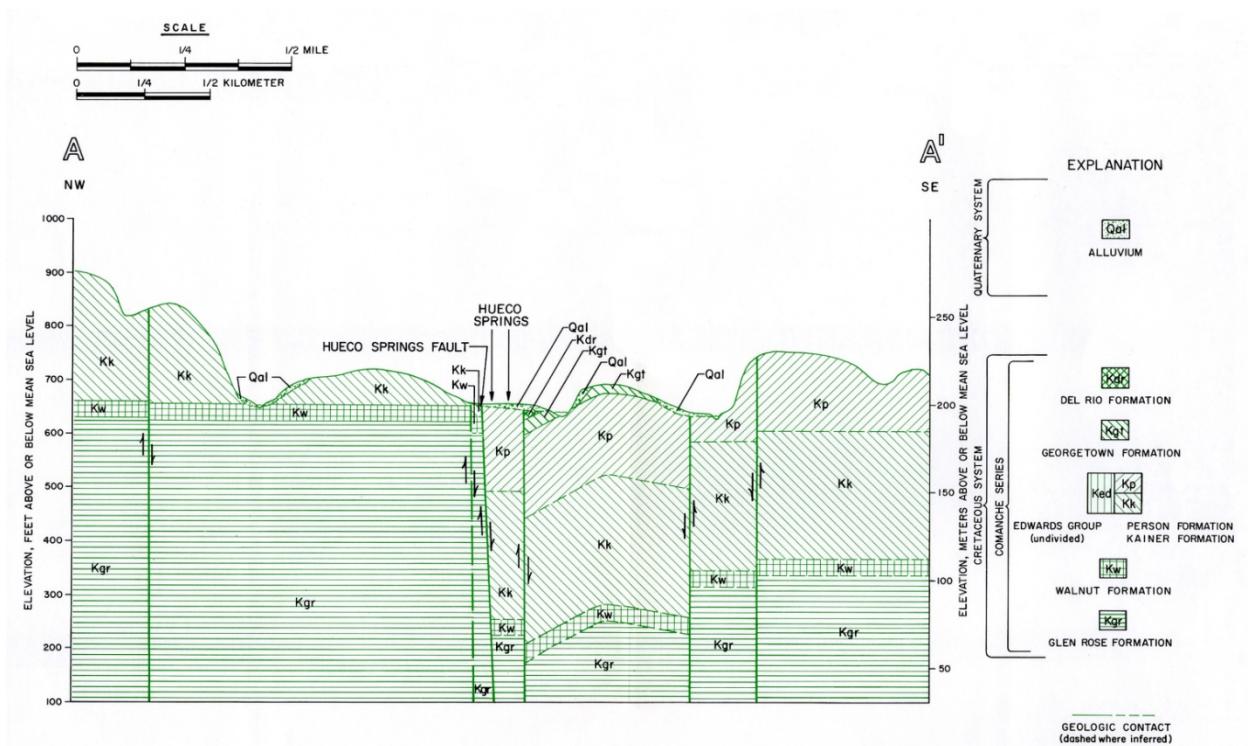 SCALE
0 1/4 1/2 MILE
0 1/4 1/2 KILOMETER
A
NW
A'
SE
EXPLANATION
ELEVATION, FEET ABOVE OR BELOW MEAN SEA LEVEL
1000
900
800
700
600
500
400
300
200
100
ELEVATION, METERS ABOVE OR BELOW MEAN SEA LEVEL
250
200
150
100
50
HUECO
SPRINGS
HUECO SPRINGS FAULT
Kk
Kw
Qal
Kdr
Kgt
Qal
Kgt
Qal
Qal
Kk
Kk
Kk
Kw
Kw
Kgr
Kgr
Kgr
Kp
Kk
Kw
Kgr
Kp
Kk
Kw
Kgr
Kp
Kk
Kw
Kgr
Kp
Kk
Kw
Kgr
QUATERNARY SYSTEM
Qal
ALLUVIUM
CRETACEOUS SYSTEM
COMANCHE SERIES
Kdr
DEL RIO FORMATION
Kgt
GEORGETOWN FORMATION
Ked
Kp
Kk
EDWARDS GROUP
(undivided)
PERSON FORMATION
KAINER FORMATION
Kw
WALNUT FORMATION
Kgr
GLEN ROSE FORMATION
GEOLOGIC CONTACT
(dashed where inferred)